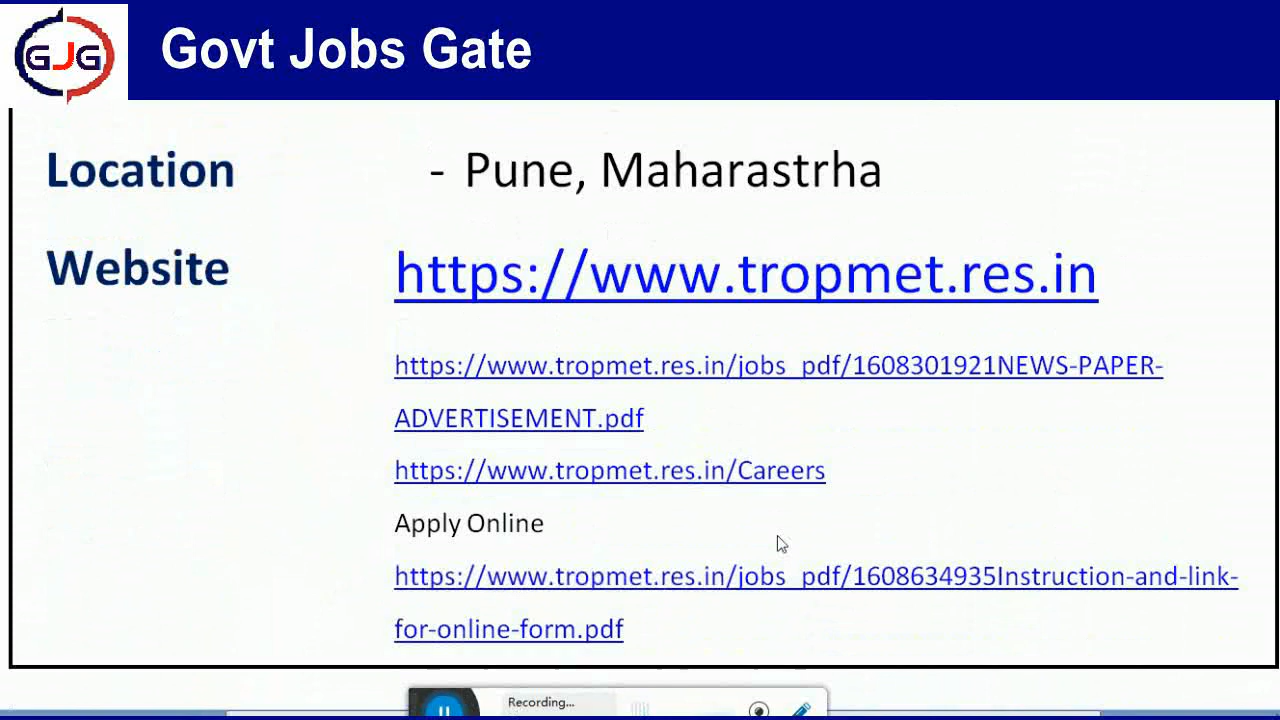 GJG
Govt Jobs Gate
Location - Pune, Maharastrha
Website https://www.tropmet.res.in
https://www.tropmet.res.in/jobs_pdf/1608301921NEWS-PAPER-
ADVERTISEMENT.pdf
https://www.tropmet.res.in/Careers
Apply Online
https://www.tropmet.res.in/jobs_pdf/1608634935Instruction-and-link-
for-online-form.pdf
Recording...